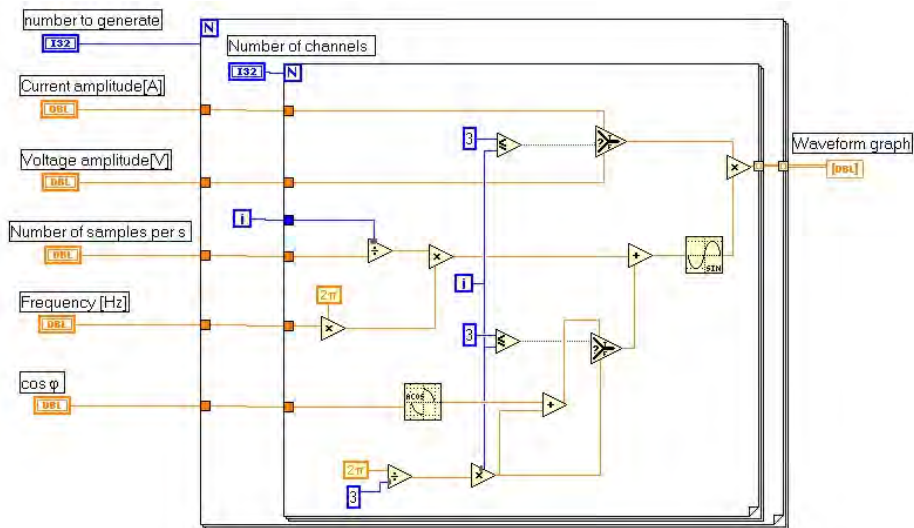 number to generate
I32
N
Number of channels
I32
N
Current amplitude[A]
DBL
3
≤
?
T
F
Voltage amplitude[V]
DBL
×
Waveform graph
[DBL]
i
Number of samples per s
DBL
÷
×
+
SIN
i
Frequency [Hz]
DBL
2π
×
3
≤
?
T
F
cos φ
DBL
ACOS
+
2π
÷
3
×